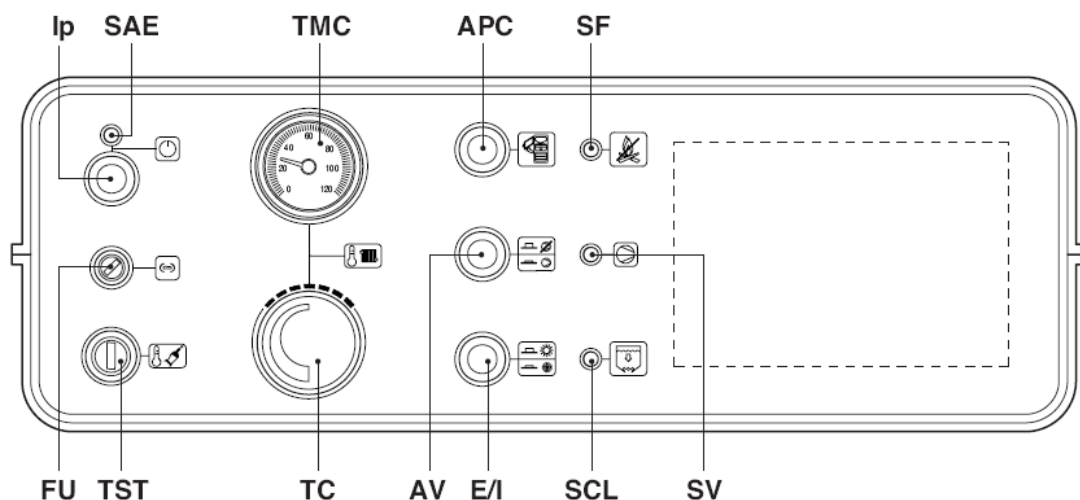 Ip SAE TMC APC SF
60
40 80
20 100
0 120
FU TST TC AV E/I SCL SV